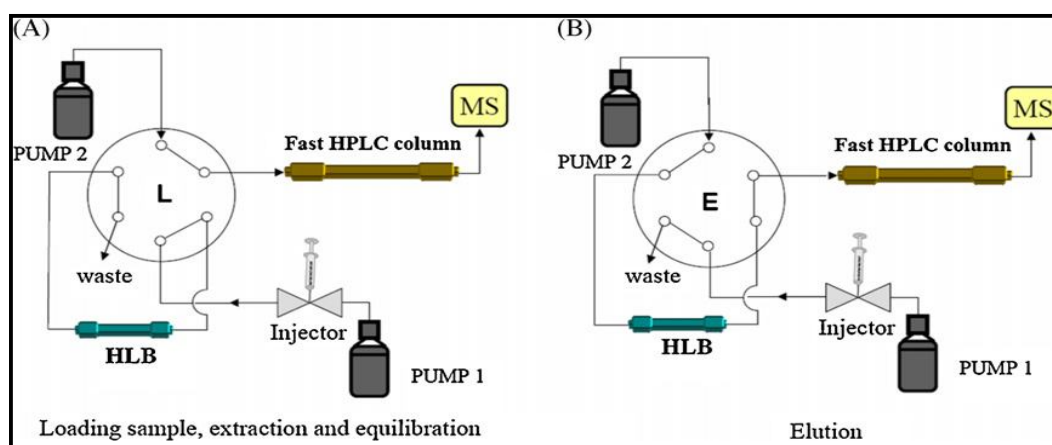 (A)
MS
Fast HPLC column
PUMP 2
L
waste
Injector
HLB
PUMP 1
Loading sample, extraction and equilibration
(B)
MS
Fast HPLC column
PUMP 2
E
waste
Injector
HLB
PUMP 1
Elution